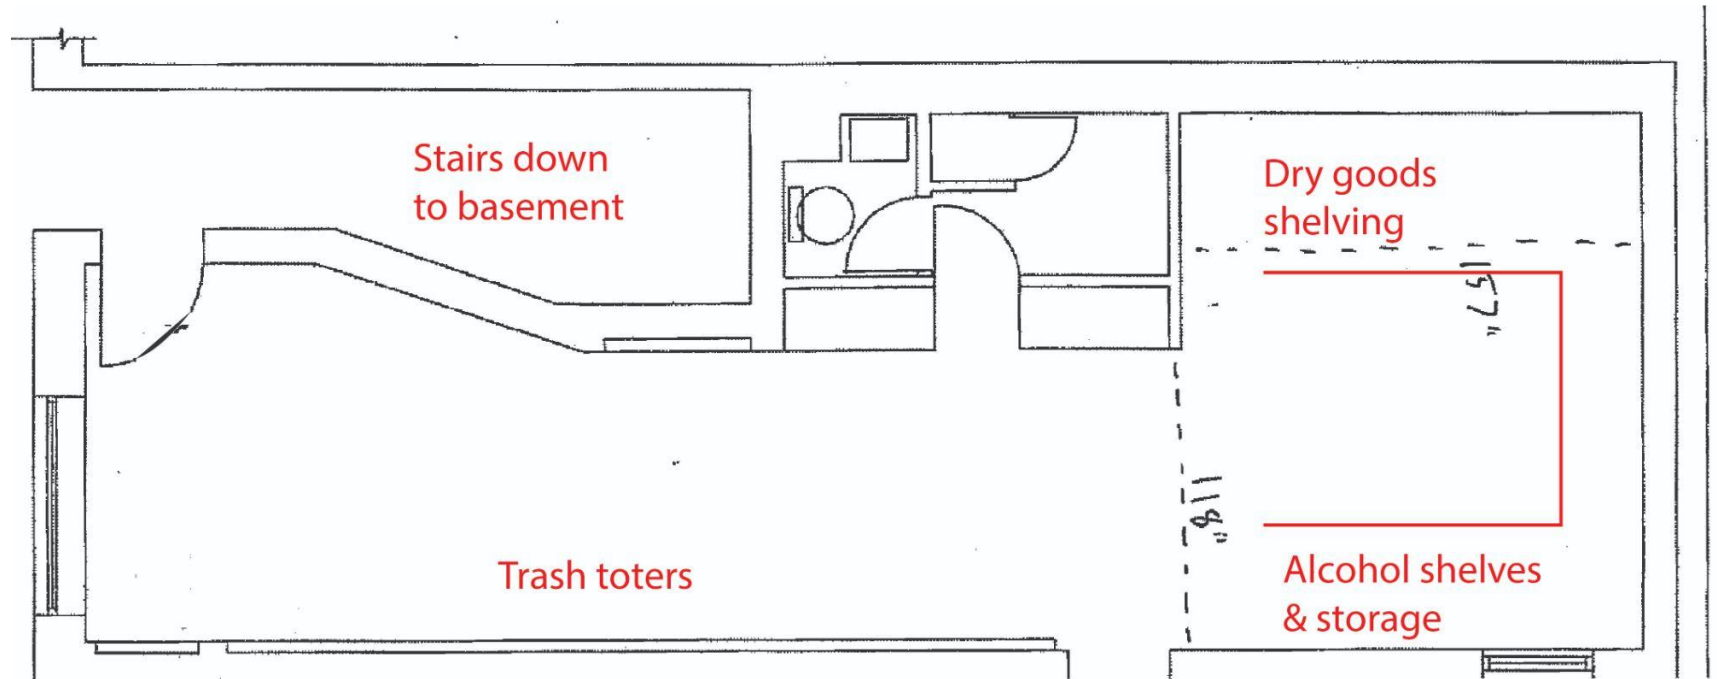 Stairs down
to basement
Dry goods
shelving
157"
118"
Trash toters
Alcohol shelves
& storage